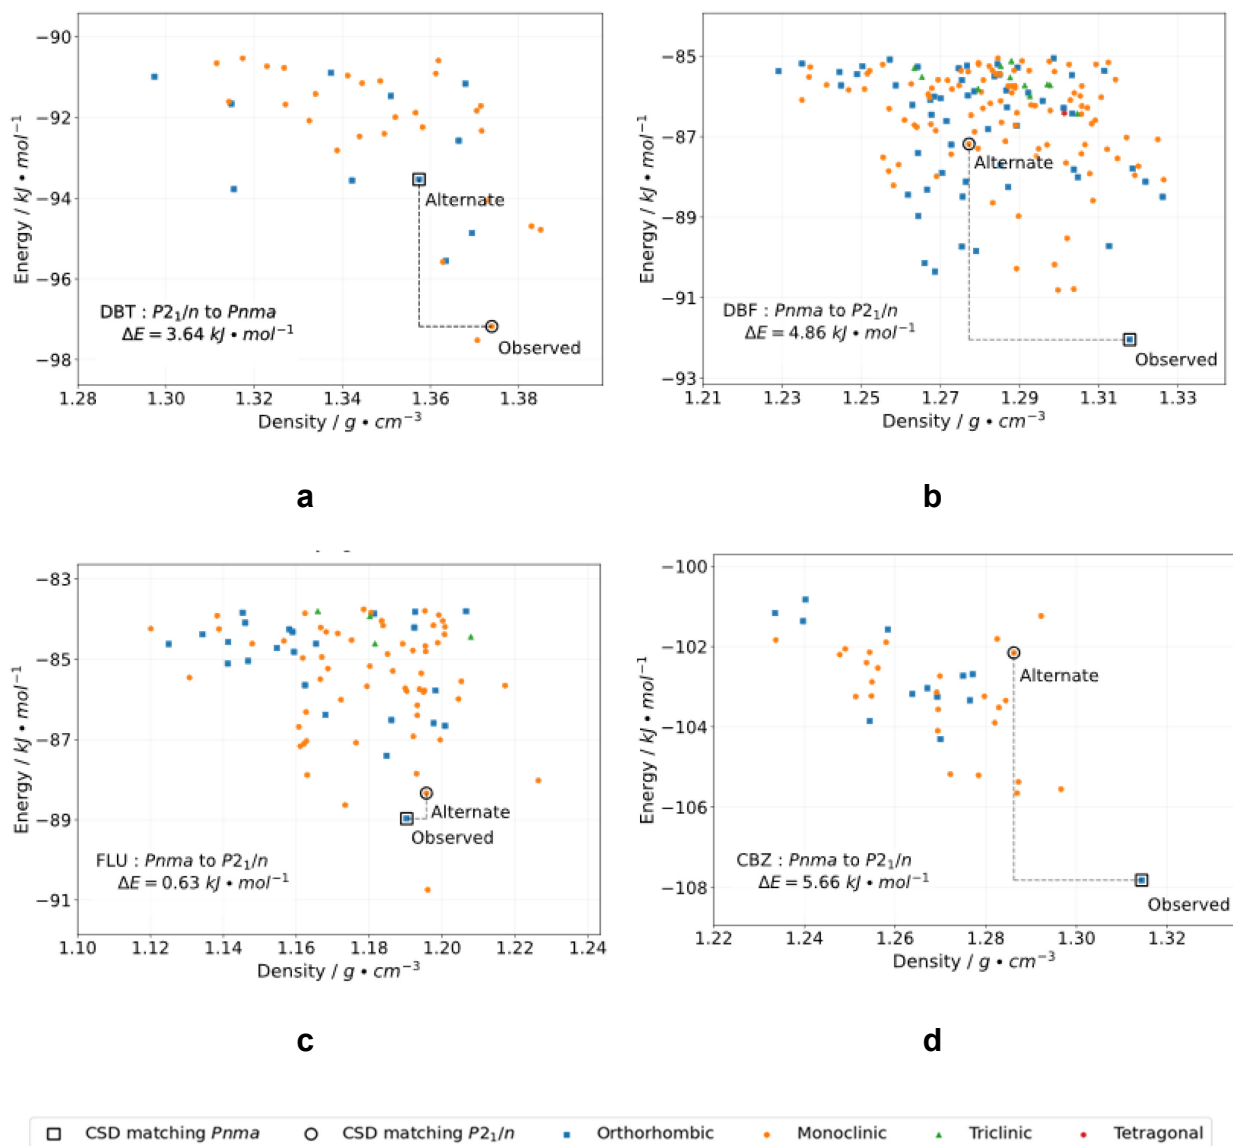 −90
−92
−94
−96
−98
Energy / kJ • mol⁻¹
Alternate
Observed
DBT : P2₁/n to Pnma
ΔE = 3.64 kJ • mol⁻¹
1.28 1.30 1.32 1.34 1.36 1.38
Density / g • cm⁻³
a
−85
−87
−89
−91
−93
Energy / kJ • mol⁻¹
Alternate
Observed
DBF : Pnma to P2₁/n
ΔE = 4.86 kJ • mol⁻¹
1.21 1.23 1.25 1.27 1.29 1.31 1.33
Density / g • cm⁻³
b
−83
−85
−87
−89
−91
Energy / kJ • mol⁻¹
Alternate
Observed
FLU : Pnma to P2₁/n
ΔE = 0.63 kJ • mol⁻¹
1.10 1.12 1.14 1.16 1.18 1.20 1.22 1.24
Density / g • cm⁻³
c
−100
−102
−104
−106
−108
Energy / kJ • mol⁻¹
Alternate
Observed
CBZ : Pnma to P2₁/n
ΔE = 5.66 kJ • mol⁻¹
1.22 1.24 1.26 1.28 1.30 1.32
Density / g • cm⁻³
d
CSD matching Pnma CSD matching P2₁/n Orthorhombic Monoclinic Triclinic Tetragonal